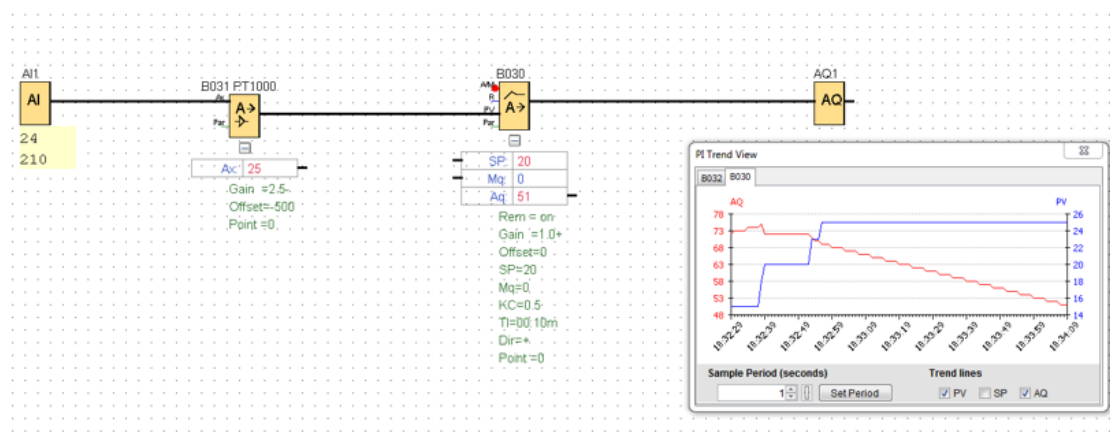 AI1
AI
24
210
B031 PT1000
Ax
Par
A→
Ax: 25
Gain =2.5-
Offset=-500
Point =0
B030
A/M
R
PV
Par
A→
SP: 20
Mq: 0
Aq: 51
Rem = on
Gain =1.0+
Offset=0
SP=20
Mq=0
KC=0.5
TI=00:10m
Dir=+
Point =0
AQ1
AQ
PI Trend View
B032 B030
AQ PV
78 26
73 24
68 22
63 20
58 18
53 16
48 14
18:32:29 18:32:39 18:32:49 18:32:59 18:33:09 18:33:19 18:33:29 18:33:39 18:33:49 18:33:59 18:34:09
Sample Period (seconds) Trend lines
1 Set Period PV SP AQ